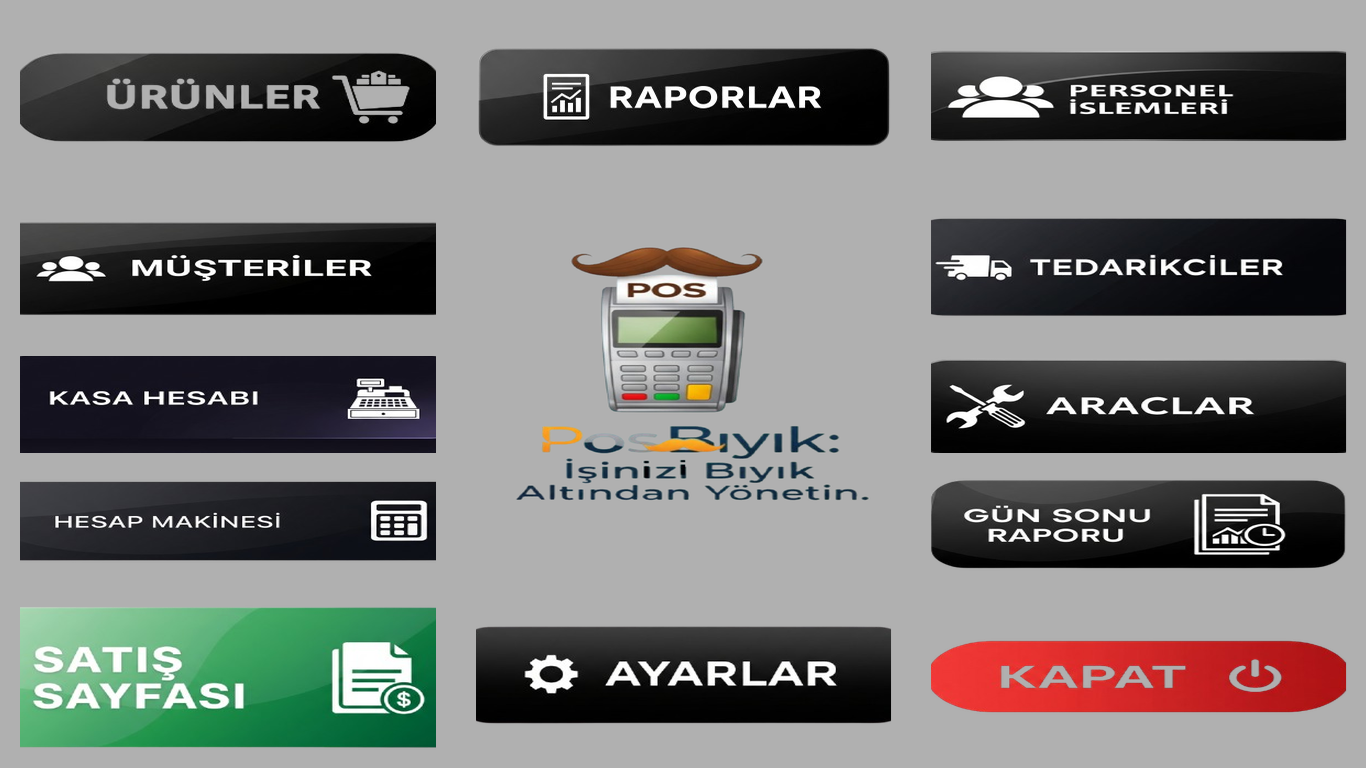 ÜRÜNLER
RAPORLAR
PERSONEL
İSLEMLERİ
MÜŞTERİLER
TEDARİKCİLER
POS
KASA HESABI
ARACLAR
PosBıyık:
İşinizi Bıyık
Altından Yönetin.
HESAP MAKİNESİ
GÜN SONU
RAPORU
SATIŞ
SAYFASI
$
AYARLAR
KAPAT